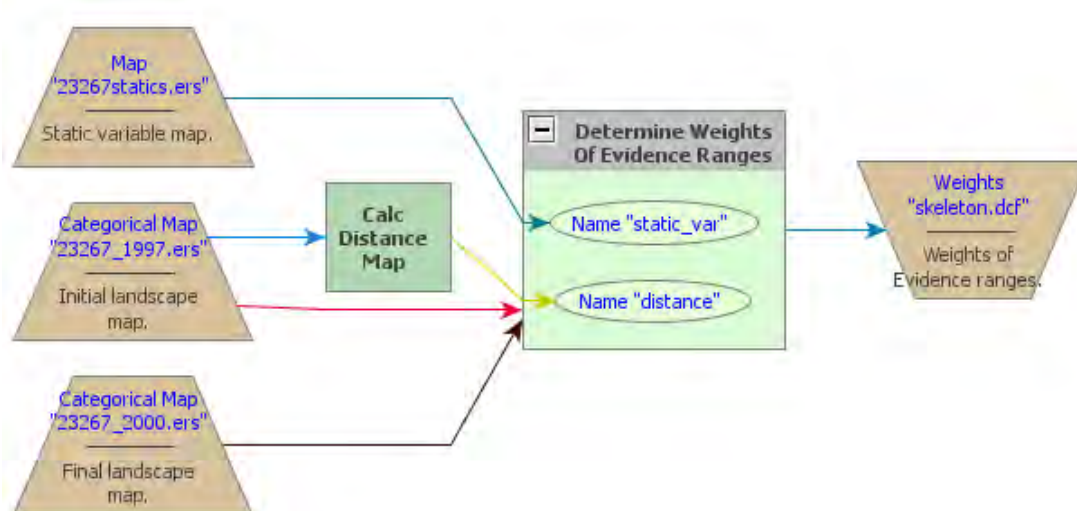 Map
"23267statics.ers"
Static variable map.
Categorical Map
"23267_1997.ers"
Initial landscape
map.
Categorical Map
"23267_2000.ers"
Final landscape
map.
Calc
Distance
Map
Determine Weights
Of Evidence Ranges
Name "static_var"
Name "distance"
Weights
"skeleton.dcf"
Weights of
Evidence ranges.